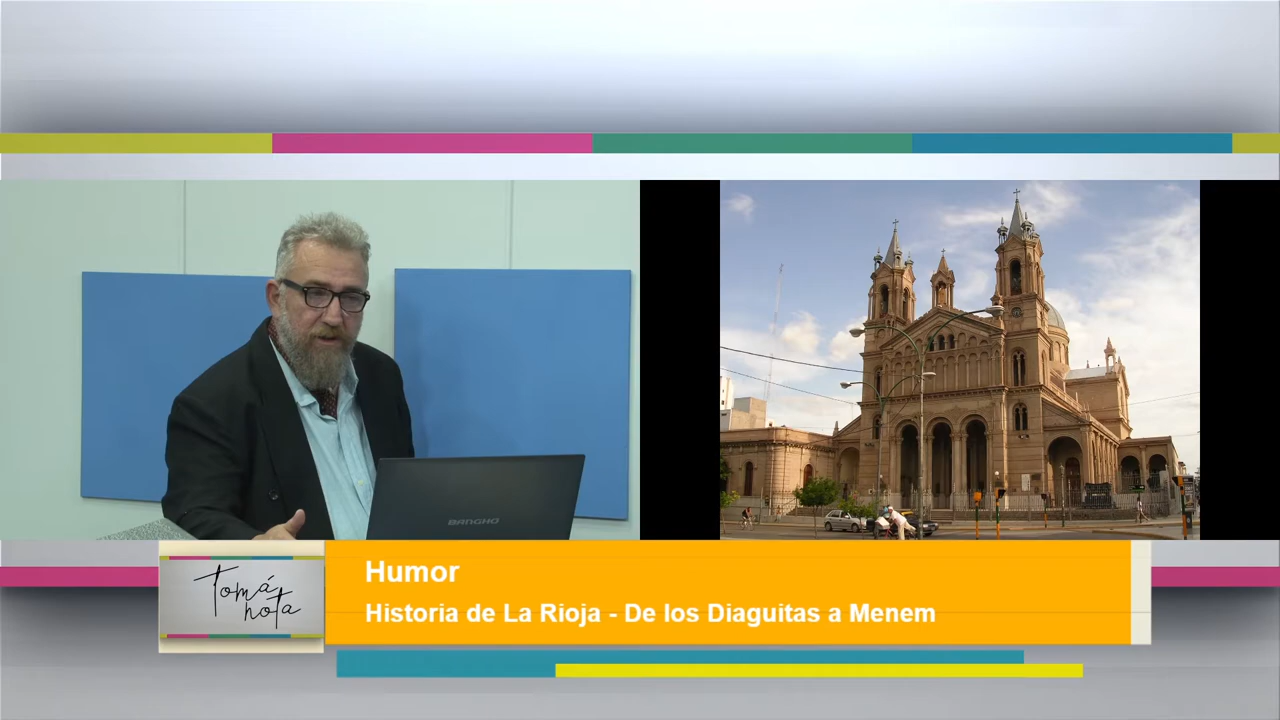 BANGHO
tomá
nota
Humor
Historia de La Rioja - De los Diaguitas a Menem